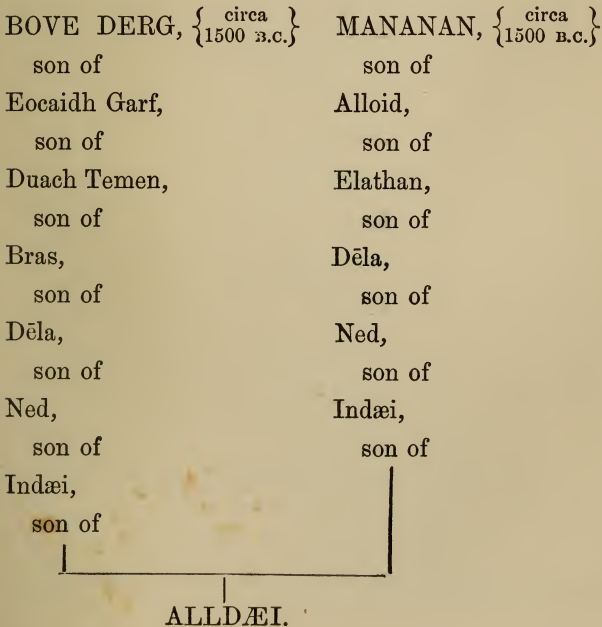 BOVE DERG, {circa 1500 B.C.}
son of
Eocaidh Garf,
son of
Duach Temen,
son of
Bras,
son of
Dēla,
son of
Ned,
son of
Indæi,
son of
MANANAN, {circa 1500 B.C.}
son of
Alloid,
son of
Elathan,
son of
Dēla,
son of
Ned,
son of
Indæi,
son of
ALLDÆI.